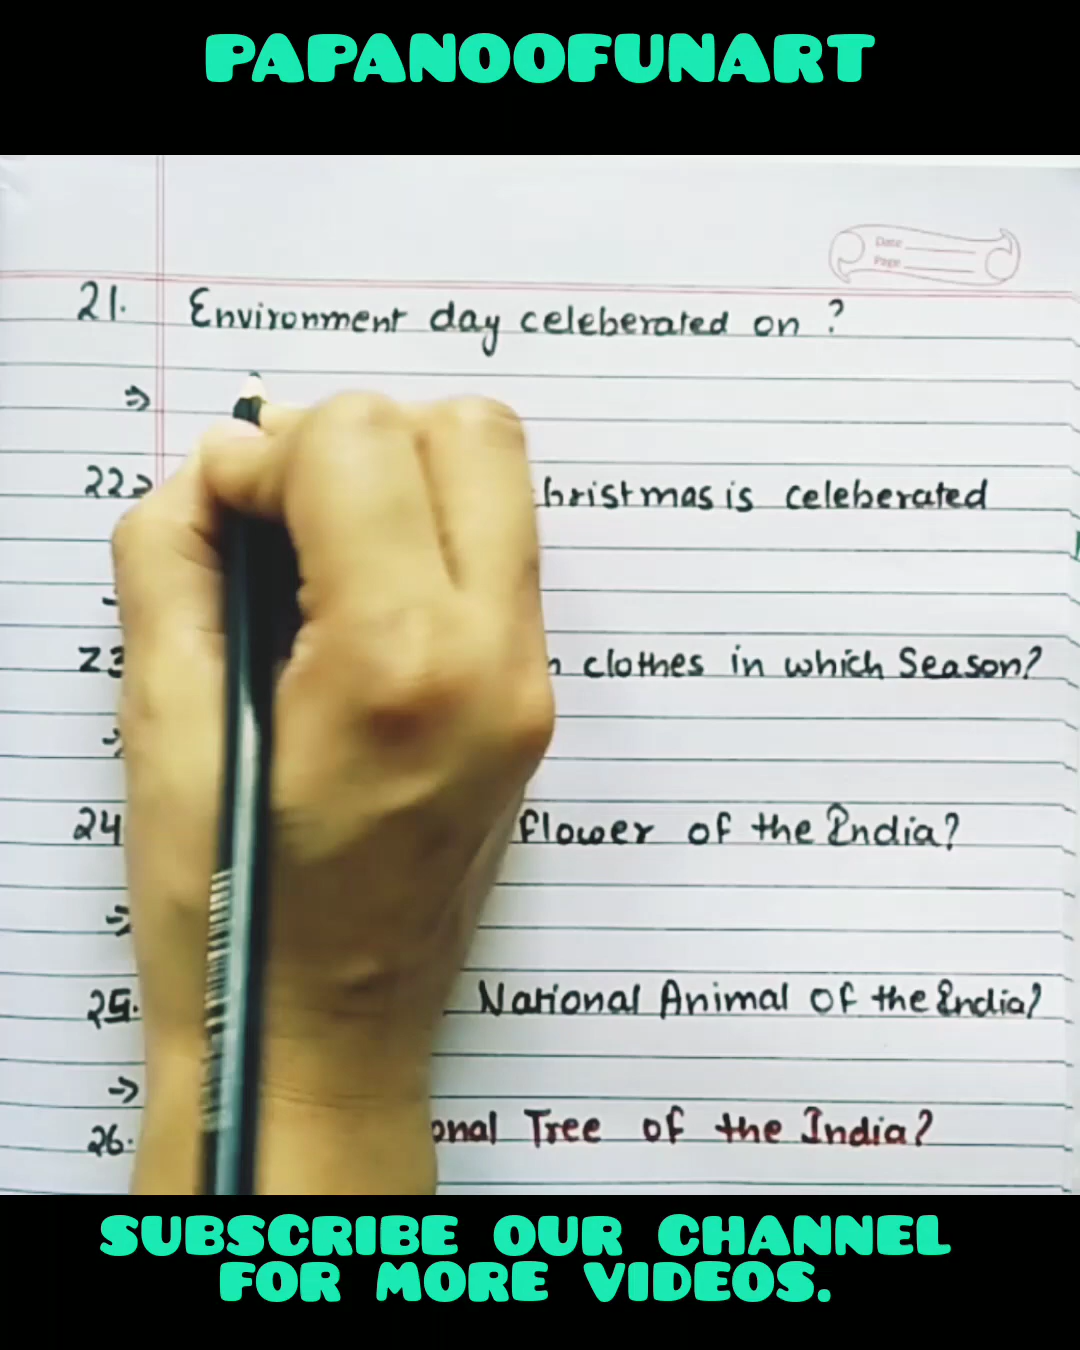 PAPANOOFUNART
Date
Page
21. Environment day celeberated on ?
⇒
22 hristmas is celeberated
23 clothes in which Season?
24 flower of the India?
25. National Animal of the India?
→
26. onal Tree of the India?
SUBSCRIBE OUR CHANNEL
FOR MORE VIDEOS.